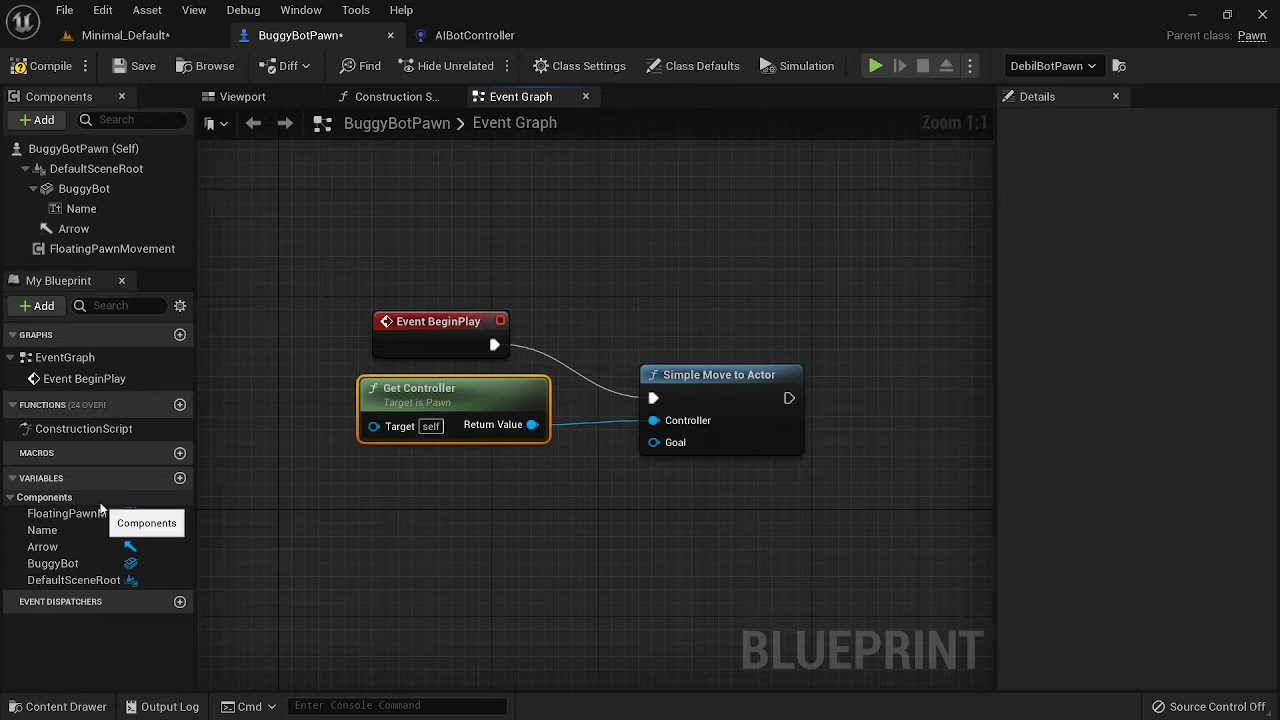 File Edit Asset View Debug Window Tools Help
Minimal_Default* BuggyBotPawn* AIBotController Parent class: Pawn
Compile Save Browse Diff Find Hide Unrelated Class Settings Class Defaults Simulation DebilBotPawn
Components Viewport Construction S... Event Graph Details
Add Search BuggyBotPawn Event Graph Zoom 1:1
BuggyBotPawn (Self)
DefaultSceneRoot
BuggyBot
Name
Arrow
FloatingPawnMovement
My Blueprint
Add Search
GRAPHS
EventGraph
Event BeginPlay
FUNCTIONS (24 OVERI
ConstructionScript
MACROS
VARIABLES
Components
FloatingPawnM
Components
Name
Arrow
BuggyBot
DefaultSceneRoot
EVENT DISPATCHERS
Event BeginPlay
Get Controller
Target is Pawn
Target self Return Value
Simple Move to Actor
Controller
Goal
BLUEPRINT
Content Drawer Output Log Cmd Enter Console Command Source Control Off